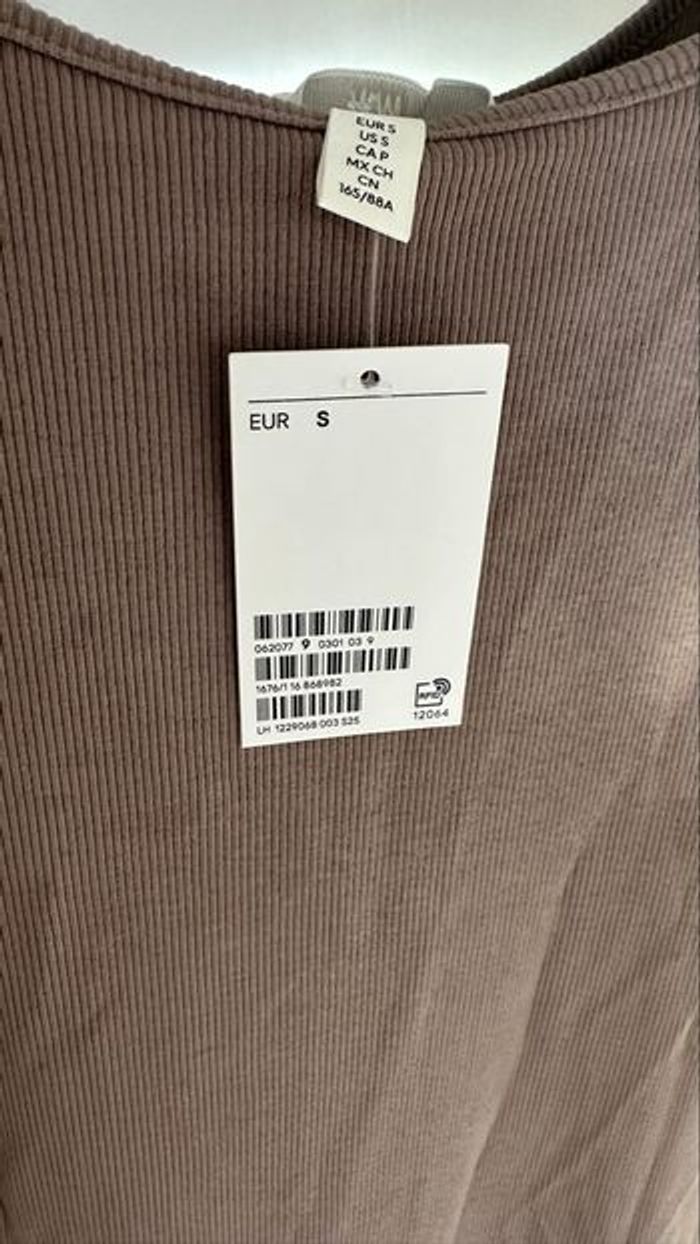 EUR S
US S
CA P
MX CH
CN
165/88A
EUR S
062077 9 0301 03 9
1676/1 16 868982
LH 1229068 003 S25
RFID
12064